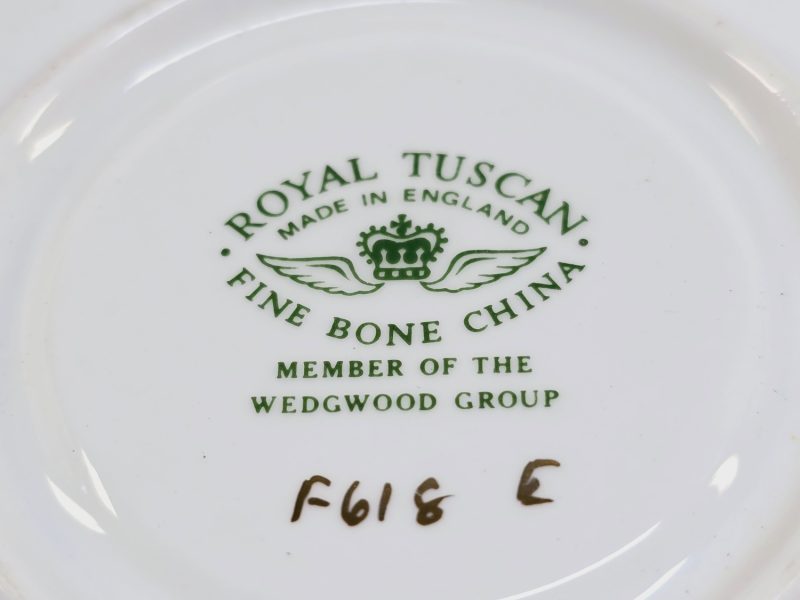 ROYAL TUSCAN
MADE IN ENGLAND
FINE BONE CHINA
MEMBER OF THE
WEDGWOOD GROUP
F618 E